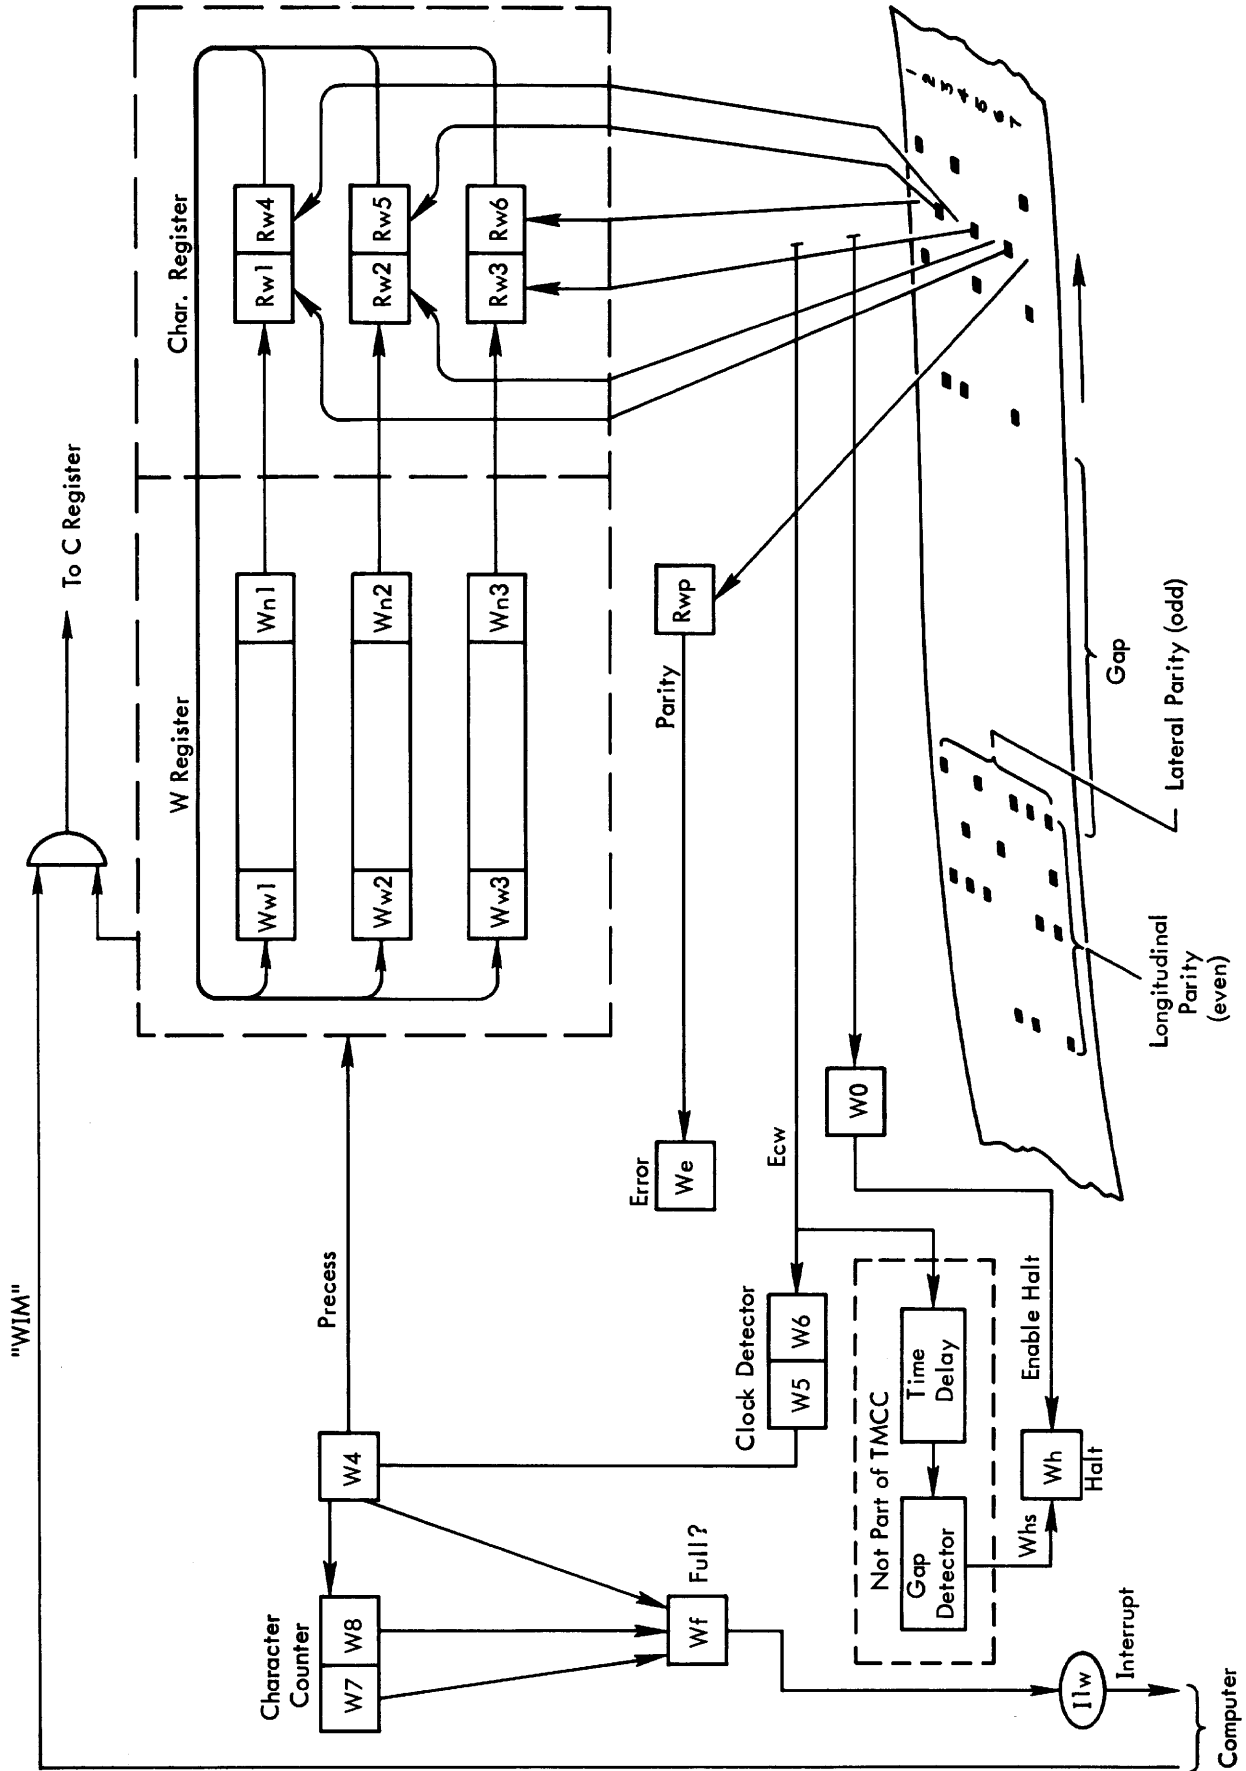 "WIM"
To C Register
W Register
Char. Register
Ww1
Wn1
Rw1
Rw4
Ww2
Wn2
Rw2
Rw5
Ww3
Wn3
Rw3
Rw6
Precess
W4
Character
Counter
W7
W8
Full?
Wf
Error
We
Parity
Rwp
Ecw
Clock Detector
W5
W6
W0
Not Part of TMCC
Gap
Detector
Time
Delay
Whs
Enable Halt
Wh
Halt
I1w
Interrupt
Computer
1
2
3
4
5
6
7
Gap
Lateral Parity (odd)
Longitudinal
Parity
(even)